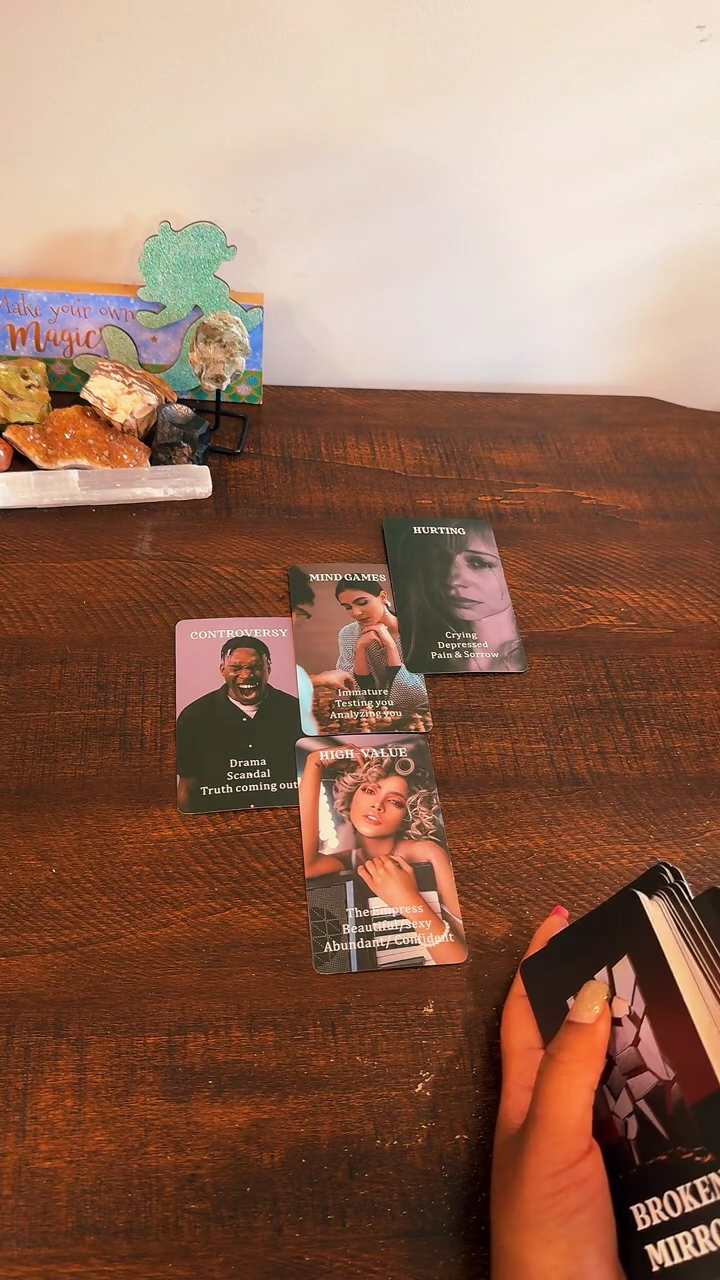 Make your own
Magic
HURTING
Crying
Depressed
Pain & Sorrow
MIND GAMES
Immature
Testing you
Analyzing you
CONTROVERSY
Drama
Scandal
Truth coming out
HIGH-VALUE
The Empress
Beautiful/sexy
Abundant/ Confident
BROKEN
MIRRO